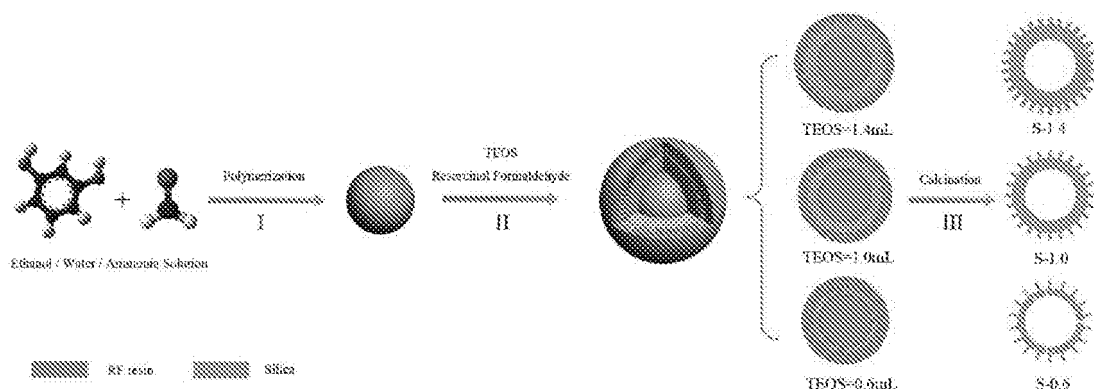 TEOS=1.4mL
S-1.4
TEOS
Resorcinol Formaldehyde
Polymerization
Calcination
+
I
II
III
TEOS=1.0mL
S-1.0
Ethanol / Water / Ammonia Solution
RF resin
Silica
TEOS=0.6mL
S-0.6